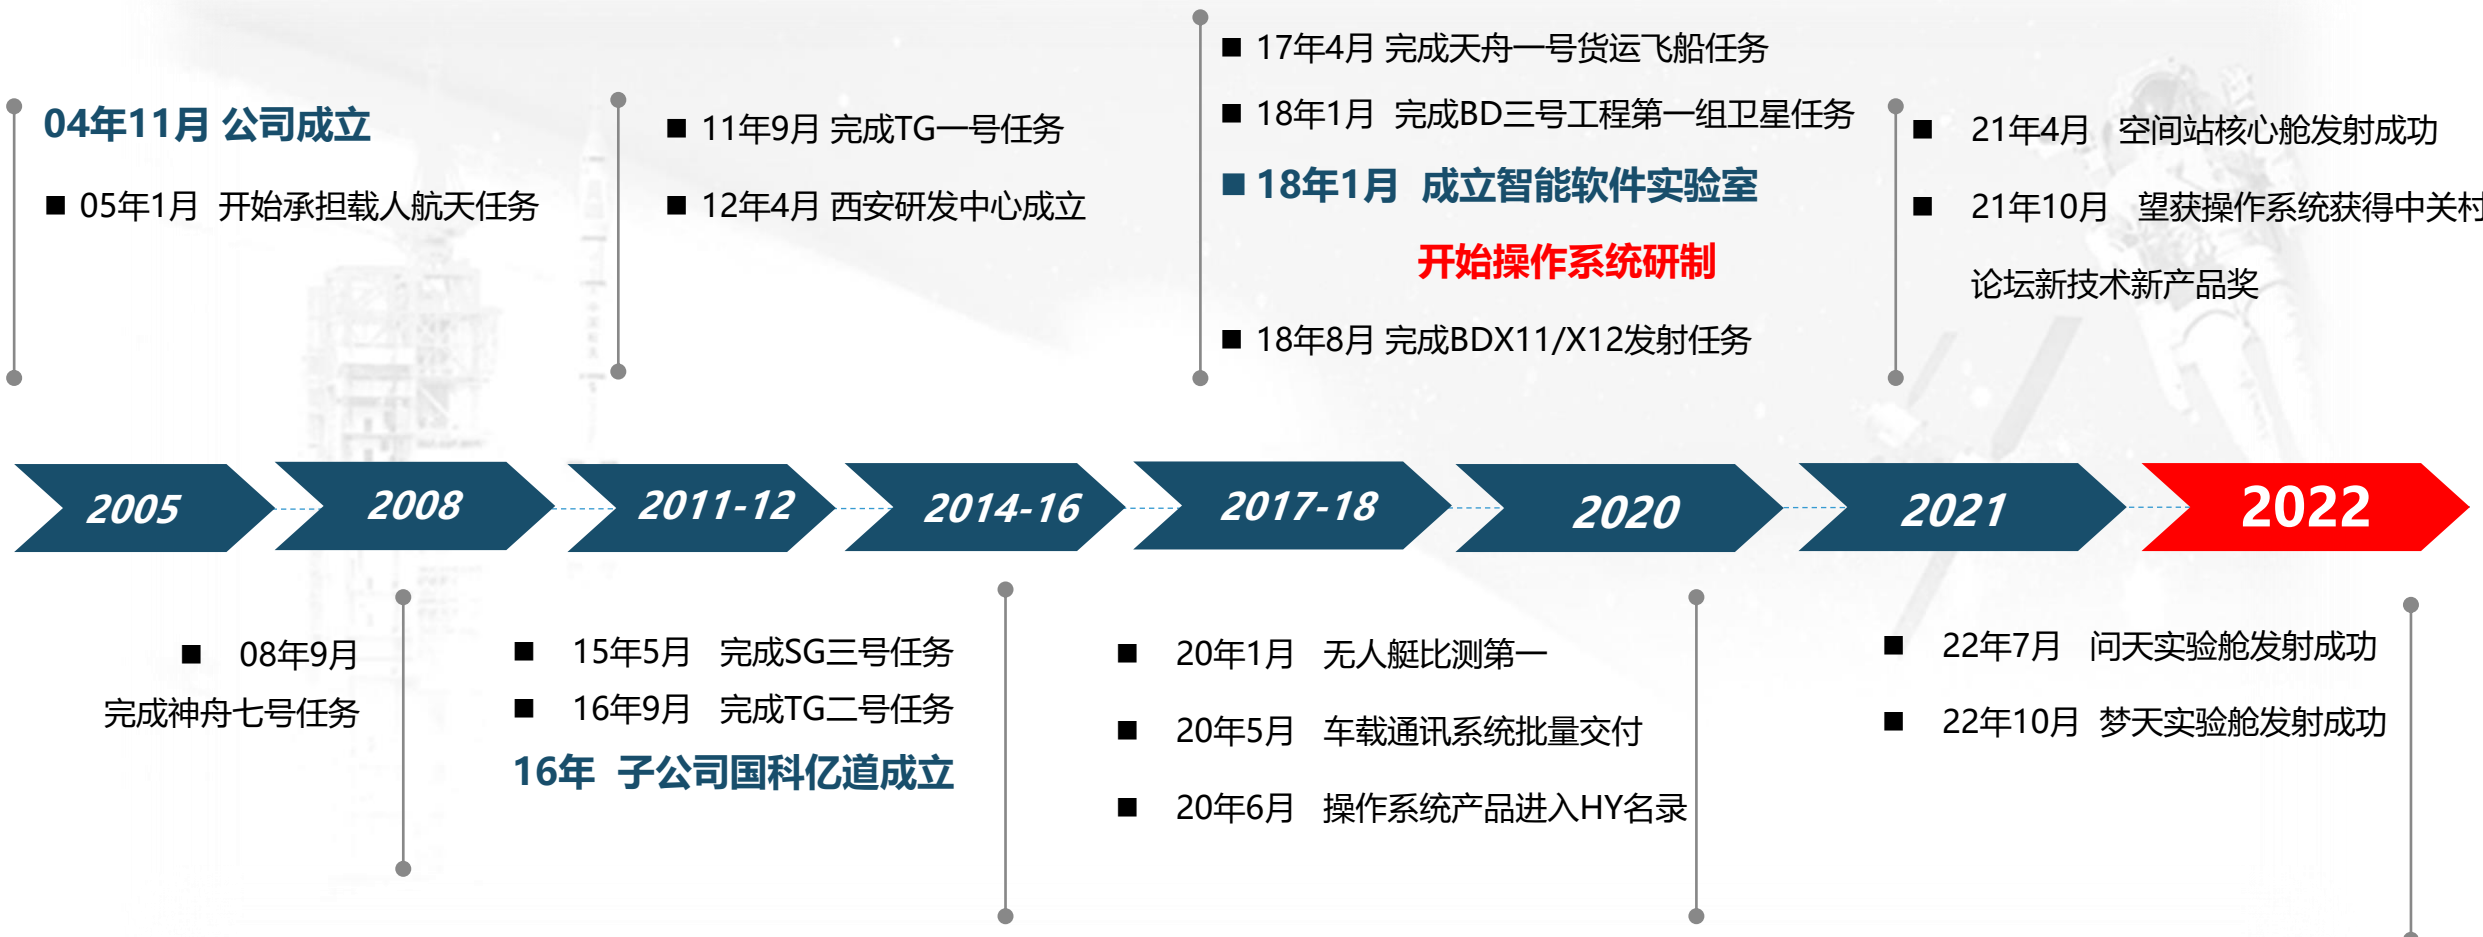 04年11月 公司成立
■ 05年1月 开始承担载人航天任务
■ 11年9月 完成TG一号任务
■ 12年4月 西安研发中心成立
■ 17年4月 完成天舟一号货运飞船任务
■ 18年1月 完成BD三号工程第一组卫星任务
■ 18年1月 成立智能软件实验室
开始操作系统研制
■ 18年8月 完成BDX11/X12发射任务
■ 21年4月 空间站核心舱发射成功
■ 21年10月 望获操作系统获得中关村
论坛新技术新产品奖
2005
2008
2011-12
2014-16
2017-18
2020
2021
2022
■ 08年9月
完成神舟七号任务
■ 15年5月 完成SG三号任务
■ 16年9月 完成TG二号任务
16年 子公司国科亿道成立
■ 20年1月 无人艇比测第一
■ 20年5月 车载通讯系统批量交付
■ 20年6月 操作系统产品进入HY名录
■ 22年7月 问天实验舱发射成功
■ 22年10月 梦天实验舱发射成功